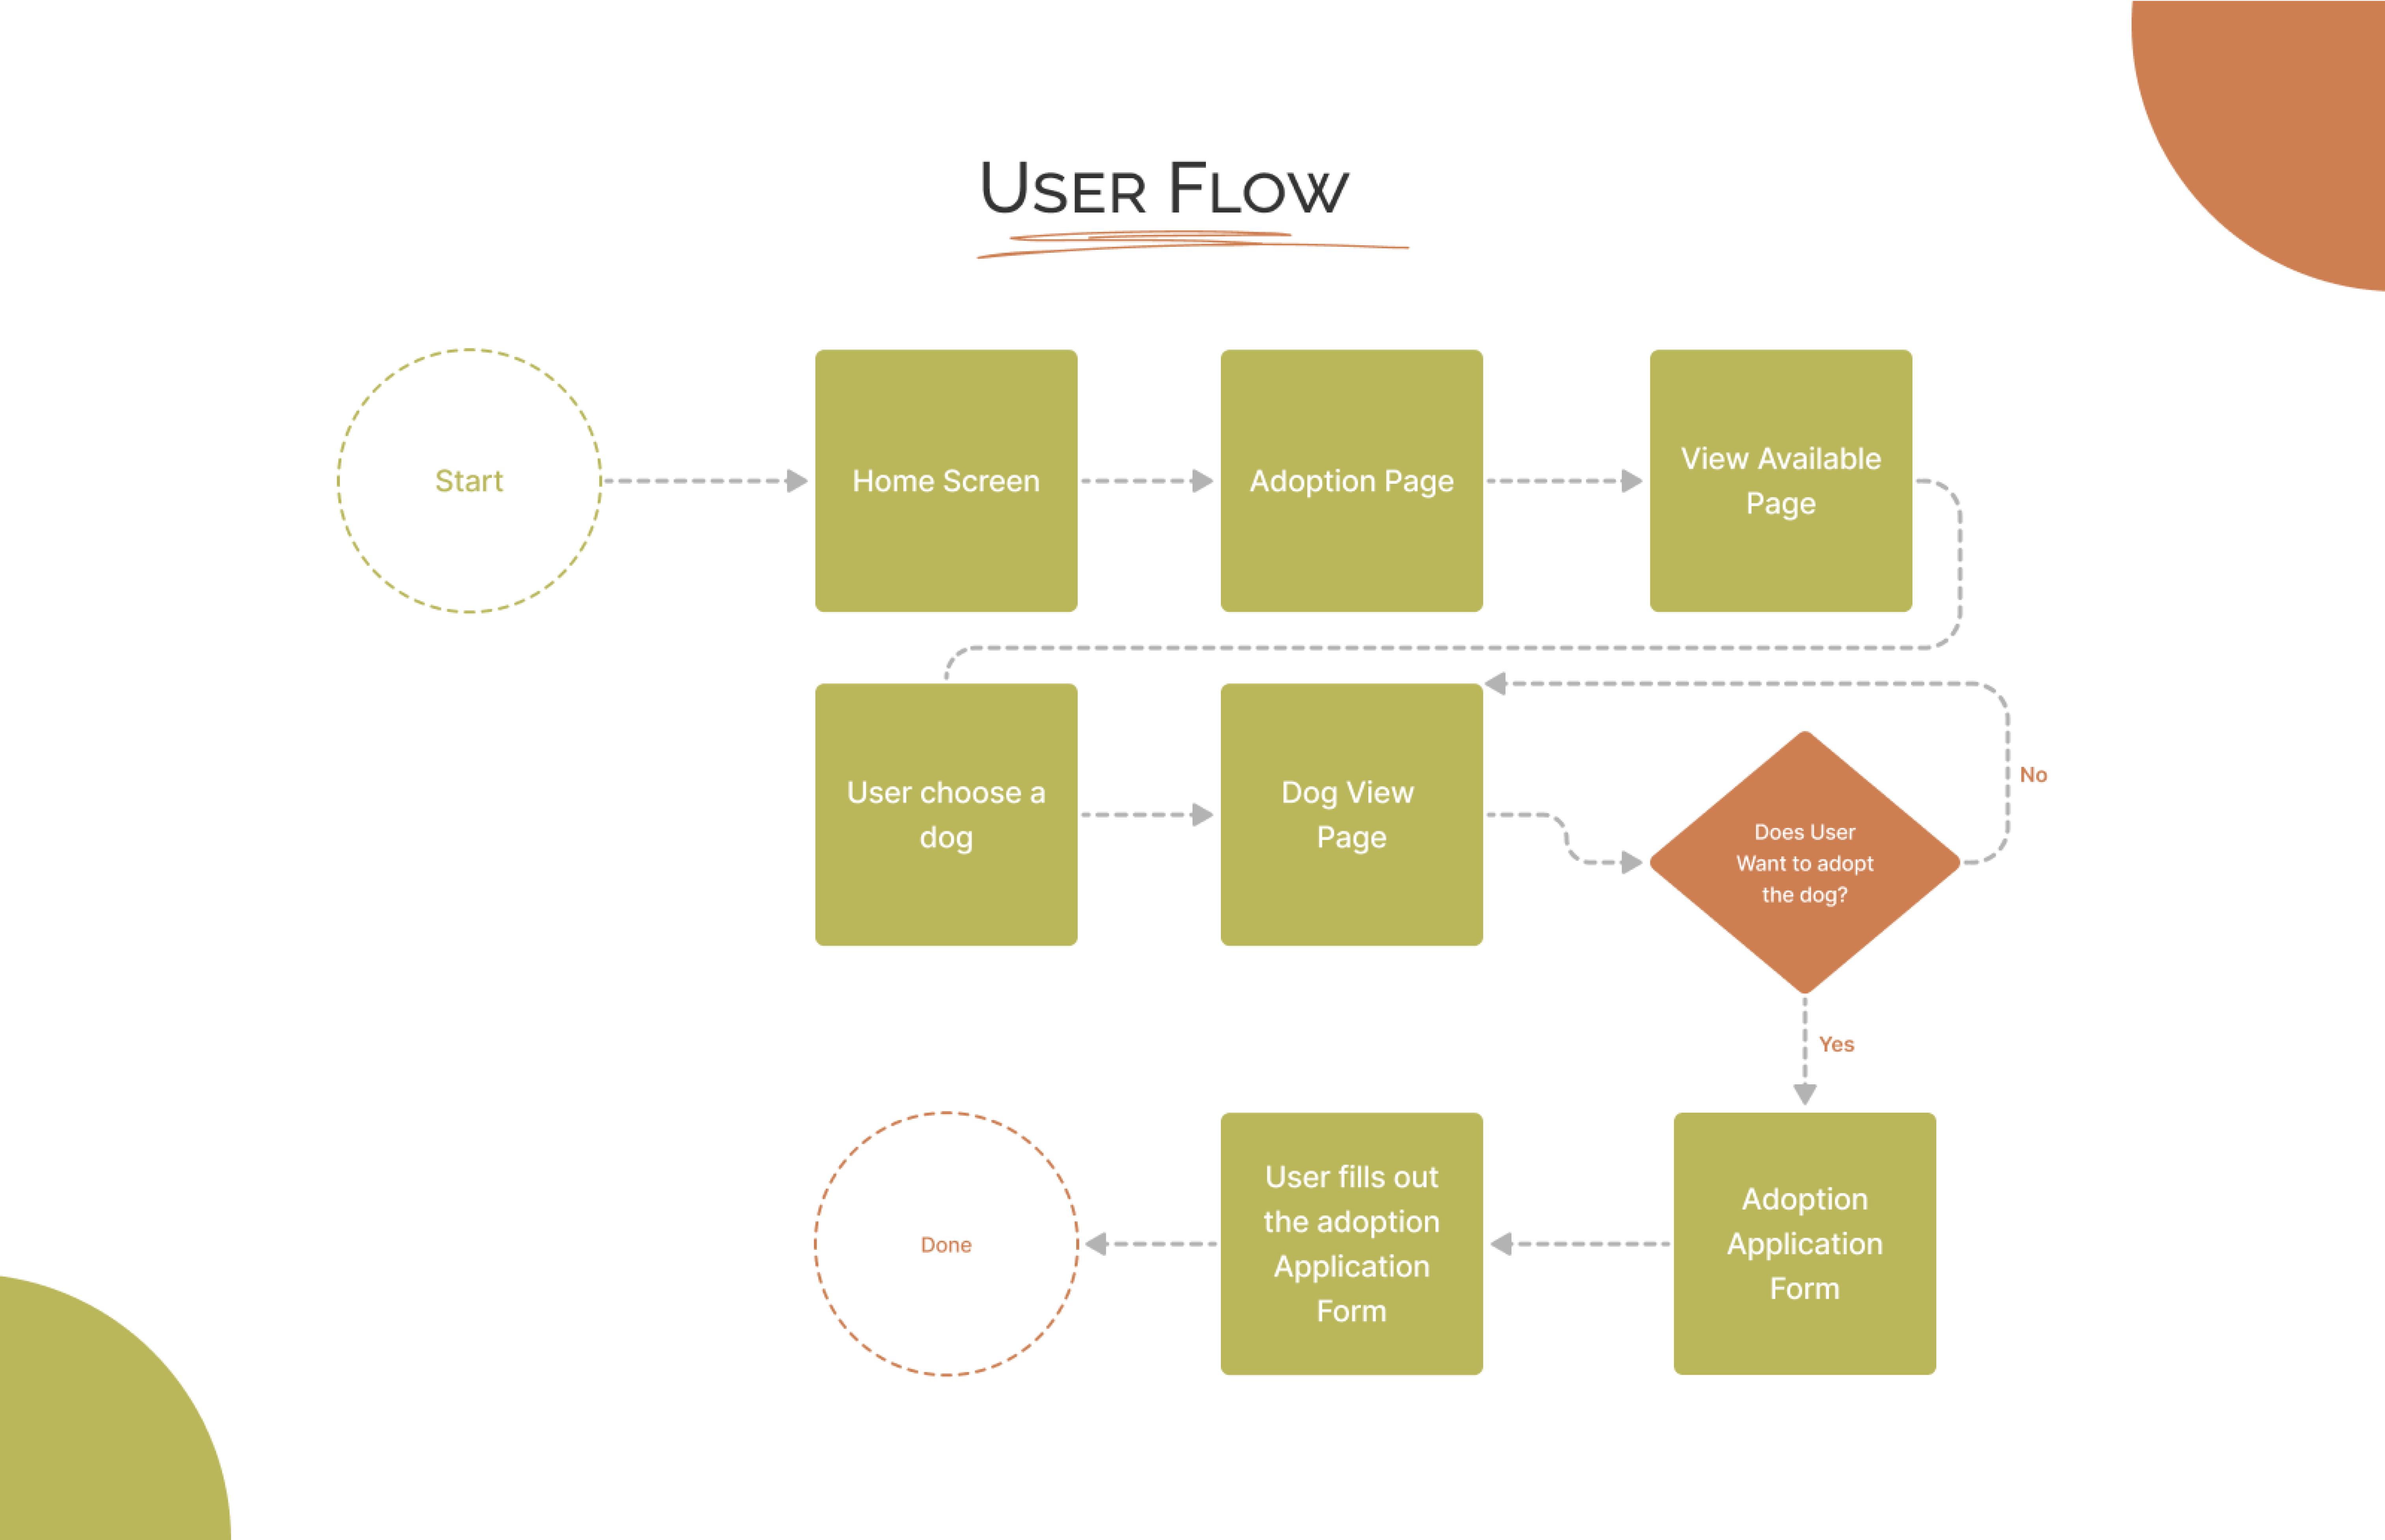 User Flow
Start
Home Screen
Adoption Page
View Available
Page
User choose a
dog
Dog View
Page
Does User
Want to adopt
the dog?
No
Yes
Done
User fills out
the adoption
Application
Form
Adoption
Application
Form